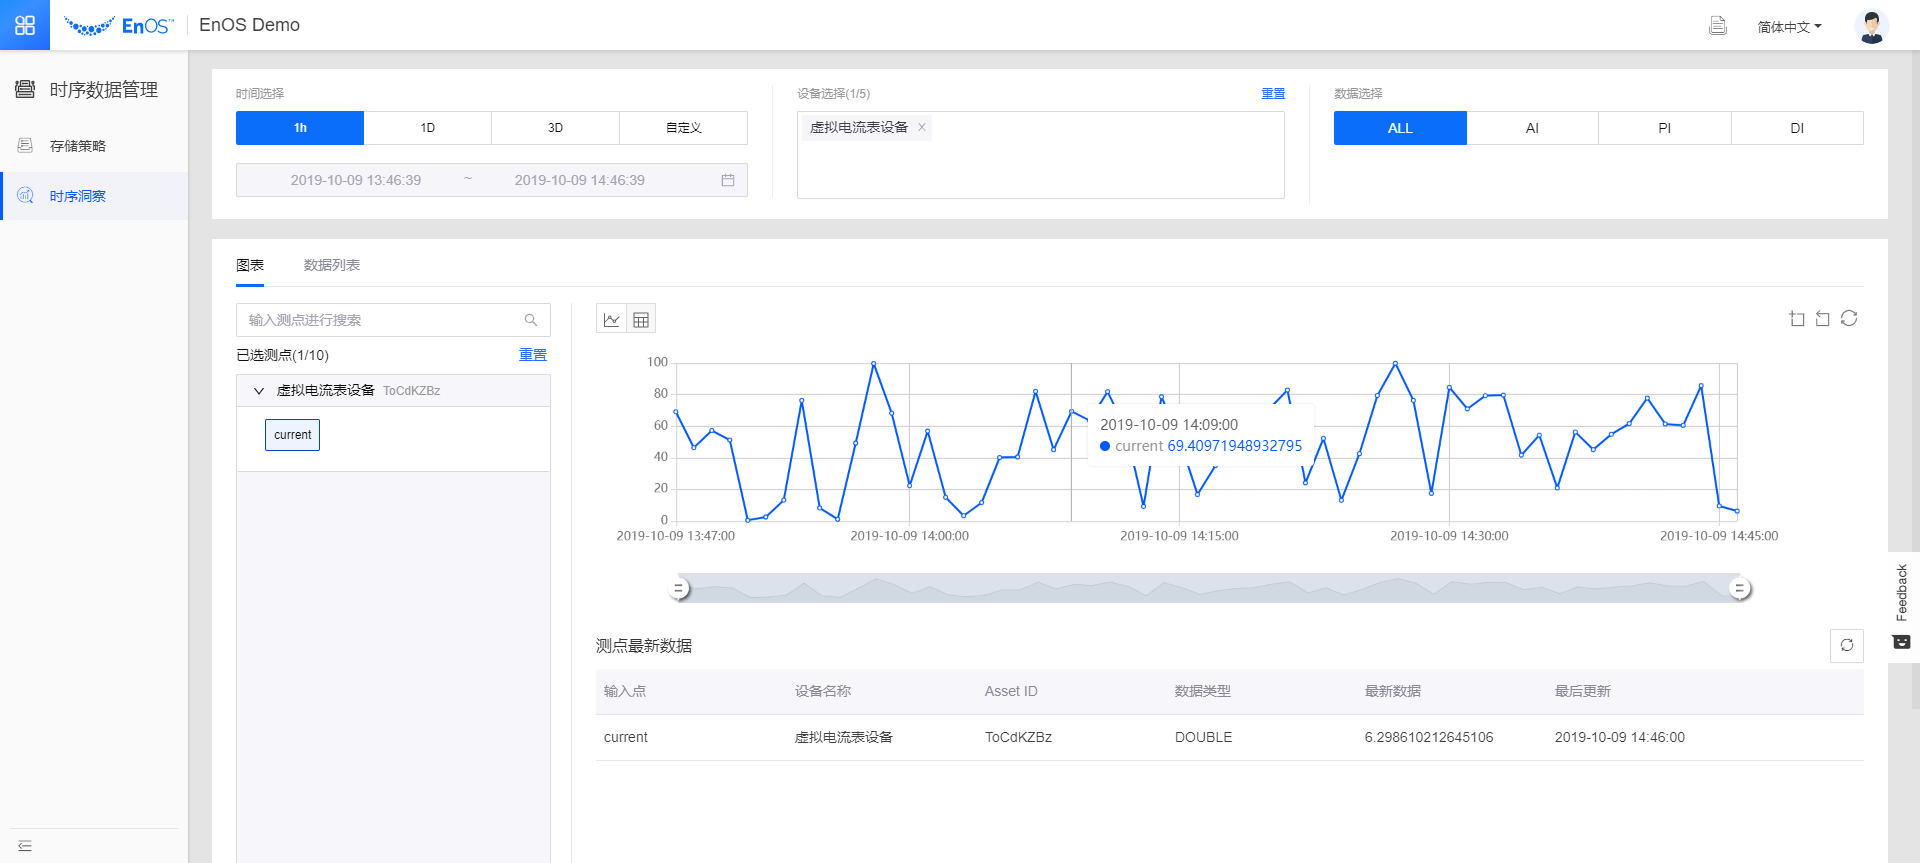 EnOS™
EnOS Demo
简体中文
时序数据管理
存储策略
时序洞察
时间选择
1h
1D
3D
自定义
2019-10-09 13:46:39
~
2019-10-09 14:46:39
设备选择(1/5)
重置
虚拟电流表设备 ×
数据选择
ALL
AI
PI
DI
图表
数据列表
输入测点进行搜索
已选测点(1/10)
重置
虚拟电流表设备 ToCdKZBz
current
100
80
60
40
20
0
2019-10-09 14:09:00
current 69.40971948932795
2019-10-09 13:47:00
2019-10-09 14:00:00
2019-10-09 14:15:00
2019-10-09 14:30:00
2019-10-09 14:45:00
Feedback
测点最新数据
输入点
设备名称
Asset ID
数据类型
最新数据
最后更新
current
虚拟电流表设备
ToCdKZBz
DOUBLE
6.298610212645106
2019-10-09 14:46:00